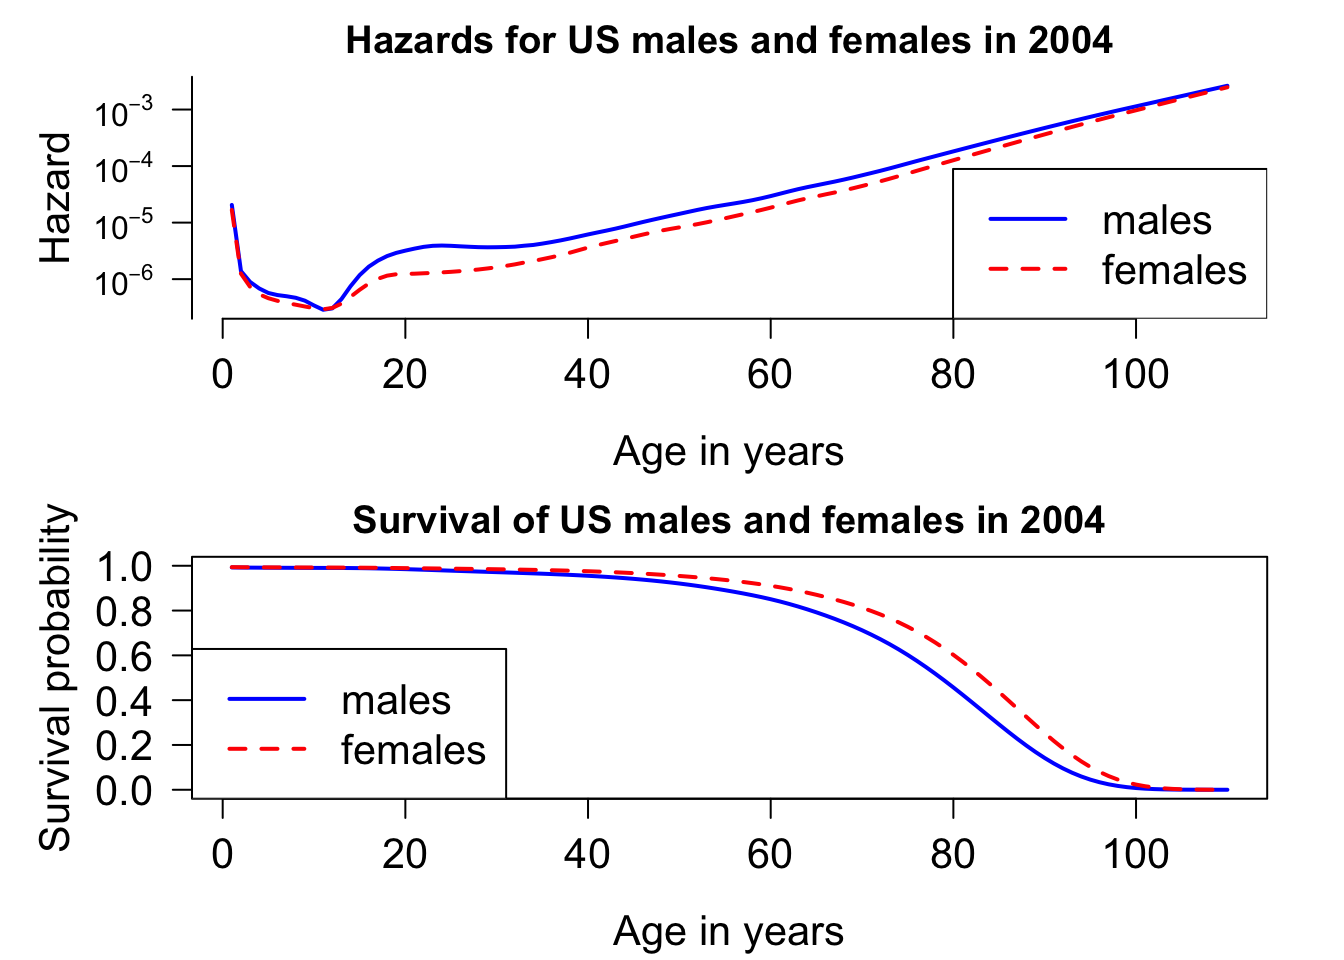 Hazards for US males and females in 2004
Hazard
10⁻³
10⁻⁴
10⁻⁵
10⁻⁶
males
females
0 20 40 60 80 100
Age in years
Survival of US males and females in 2004
Survival probability
1.0
0.8
0.6
0.4
0.2
0.0
males
females
0 20 40 60 80 100
Age in years